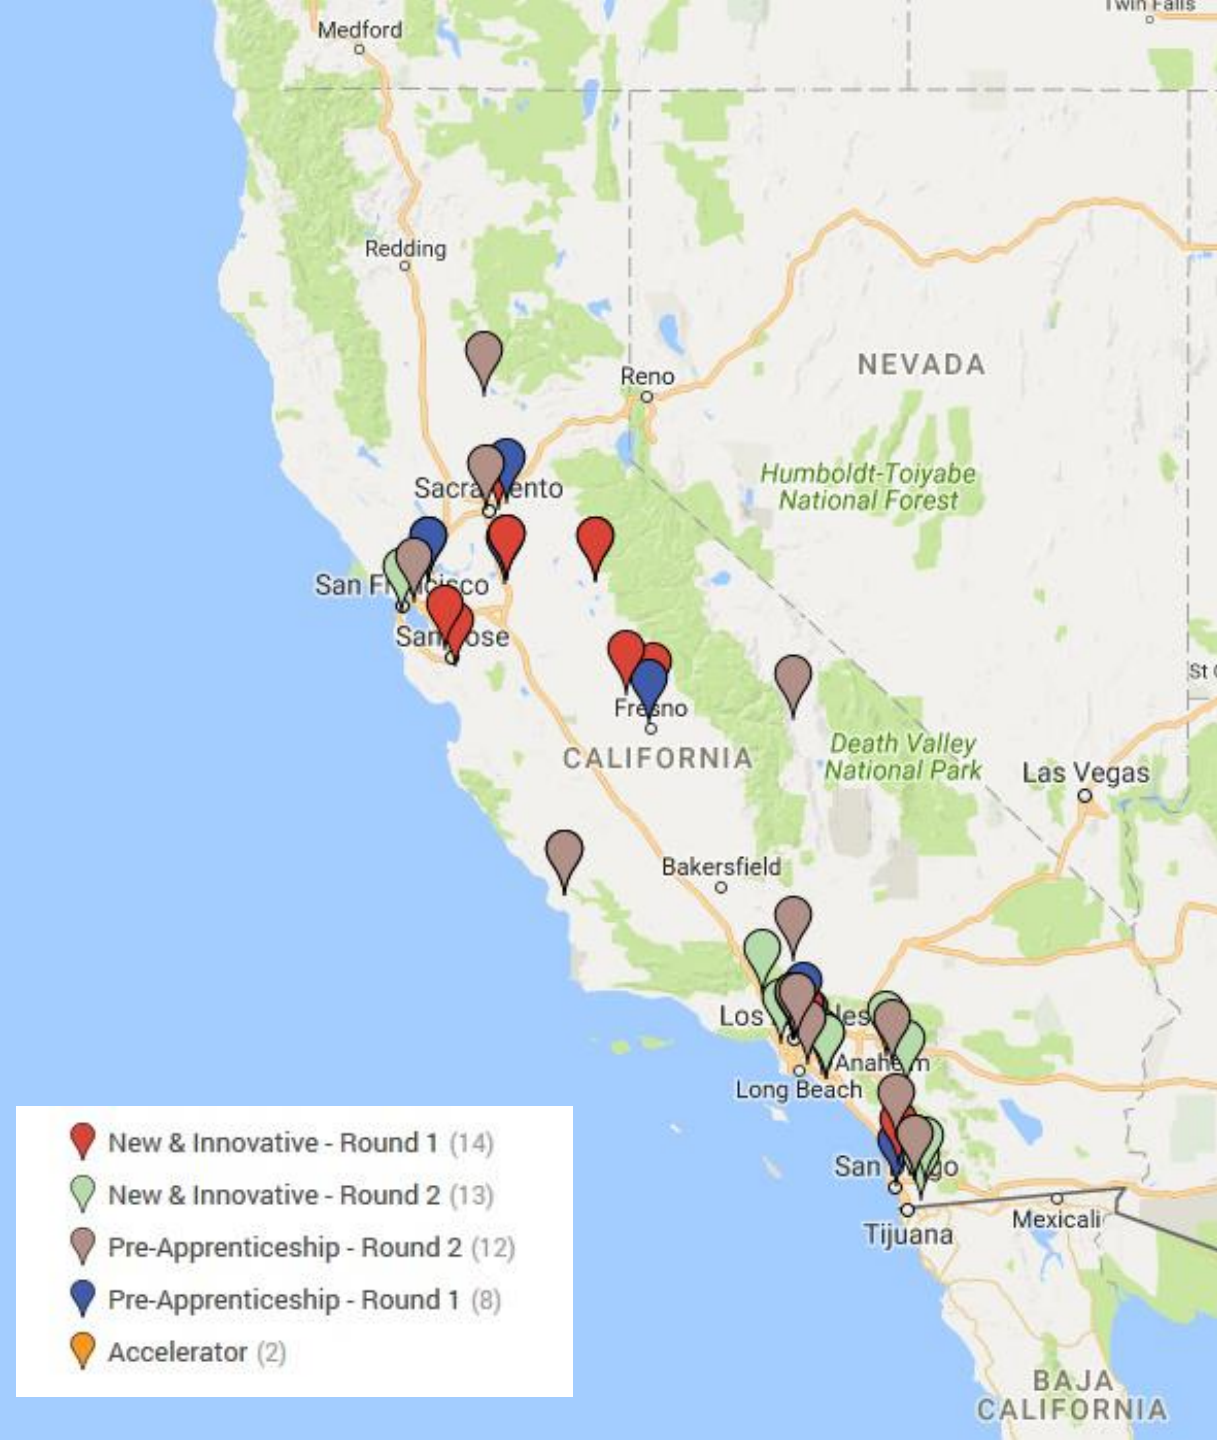 Twin Falls
Medford
Redding
Reno
NEVADA
Humboldt-Toiyabe
National Forest
Sacramento
San Francisco
San Jose
St
Fresno
CALIFORNIA
Death Valley
National Park
Las Vegas
Bakersfield
Los Angeles
Anaheim
Long Beach
San Diego
Tijuana
Mexicali
BAJA
CALIFORNIA
New & Innovative - Round 1 (14)
New & Innovative - Round 2 (13)
Pre-Apprenticeship - Round 2 (12)
Pre-Apprenticeship - Round 1 (8)
Accelerator (2)